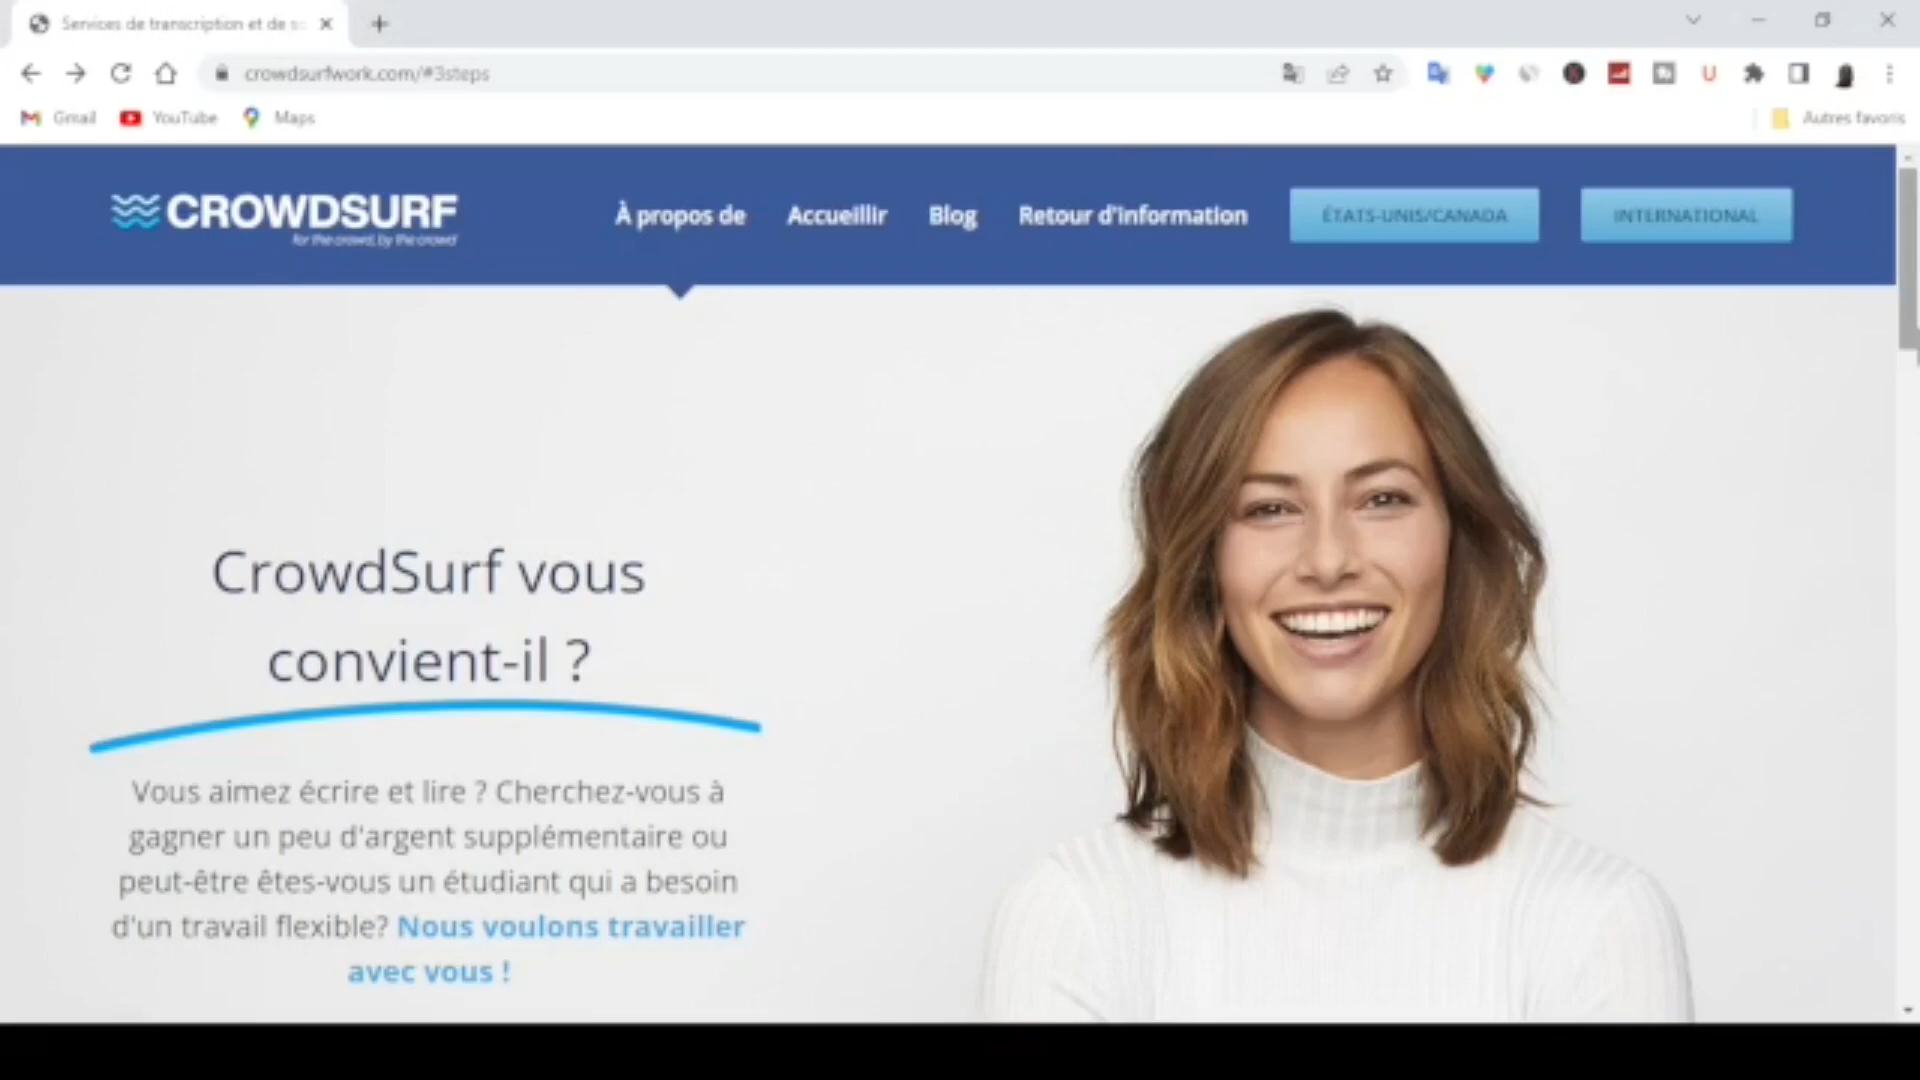 Services de transcription et de s
crowdsurfwork.com/#3steps
Gmail
YouTube
Maps
Autres favoris
CROWDSURF
for the crowd, by the crowd
À propos de
Accueillir
Blog
Retour d'information
ÉTATS-UNIS/CANADA
INTERNATIONAL
CrowdSurf vous
convient-il ?
Vous aimez écrire et lire ? Cherchez-vous à
gagner un peu d'argent supplémentaire ou
peut-être êtes-vous un étudiant qui a besoin
d'un travail flexible? Nous voulons travailler
avec vous !